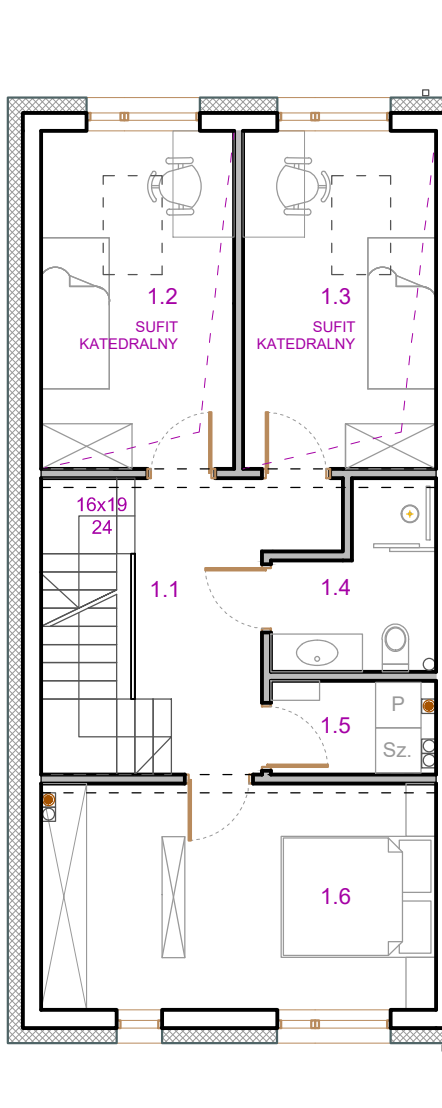 1.2
SUFIT
KATEDRALNY
1.3
SUFIT
KATEDRALNY
16x19
24
1.1
1.4
1.5
P
Sz.
1.6